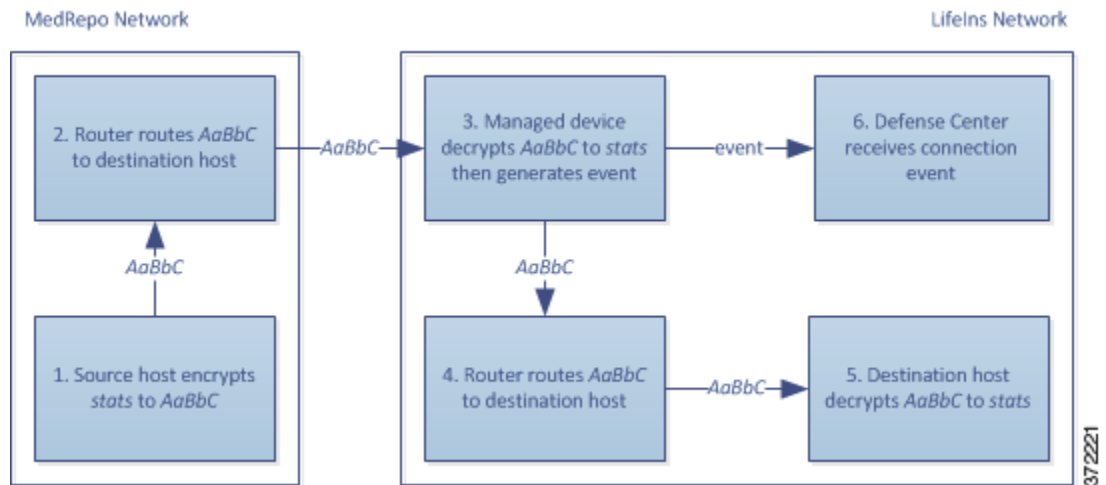 MedRepo Network
LifeIns Network
2. Router routes AaBbC
to destination host
AaBbC
3. Managed device
decrypts AaBbC to stats
then generates event
event
6. Defense Center
receives connection
event
AaBbC
AaBbC
1. Source host encrypts
stats to AaBbC
4. Router routes AaBbC
to destination host
AaBbC
5. Destination host
decrypts AaBbC to stats
372221